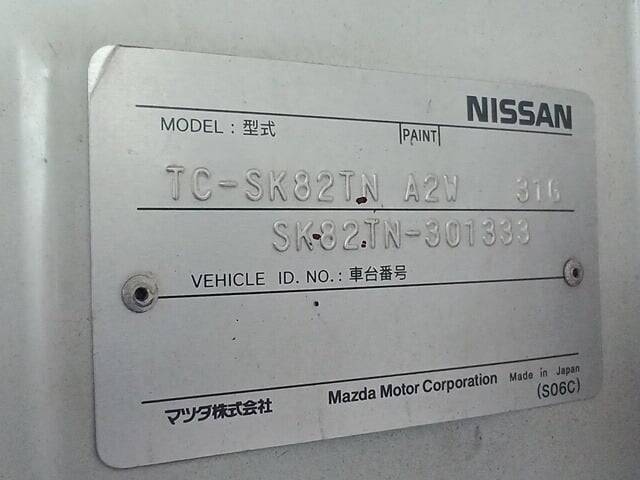 NISSAN
MODEL : 型式 PAINT
TC-SK82TN A2W 316
SK82TN-301333
VEHICLE ID. NO. : 車台番号
マツダ株式会社 Mazda Motor Corporation Made in Japan
(S06C)